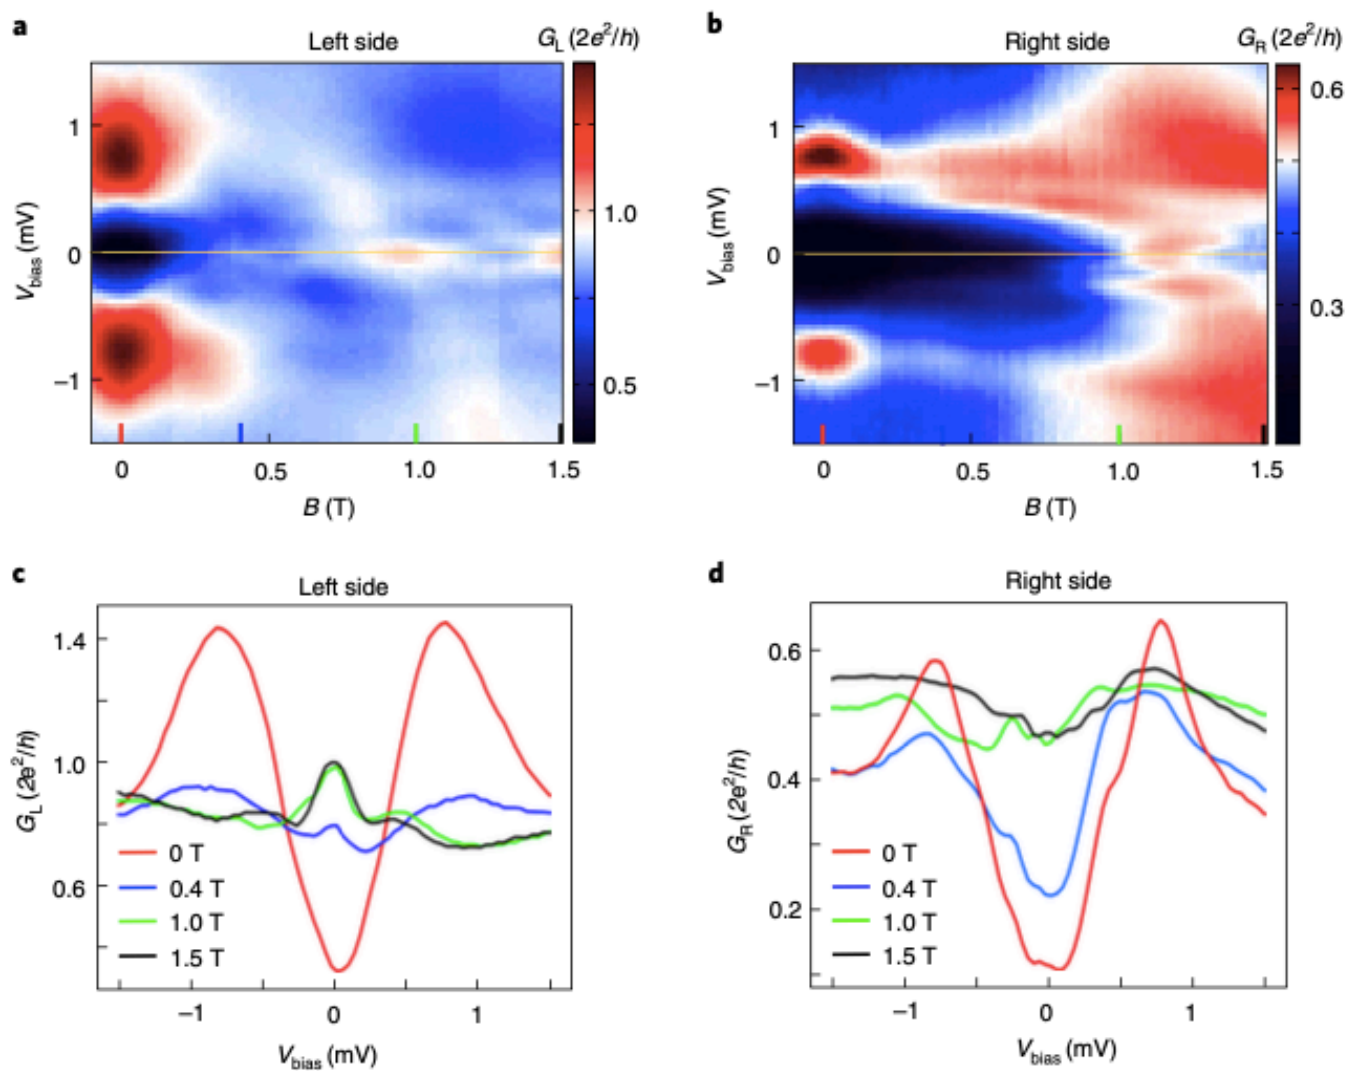 a
Left side
G_L (2e²/h)
1
0
−1
V_bias (mV)
0
0.5
1.0
1.5
B (T)
1.0
0.5
b
Right side
G_R (2e²/h)
1
0
−1
V_bias (mV)
0
0.5
1.0
1.5
B (T)
0.6
0.3
c
Left side
1.4
1.0
0.6
G_L (2e²/h)
0 T
0.4 T
1.0 T
1.5 T
−1
0
1
V_bias (mV)
d
Right side
0.6
0.4
0.2
G_R (2e²/h)
0 T
0.4 T
1.0 T
1.5 T
−1
0
1
V_bias (mV)